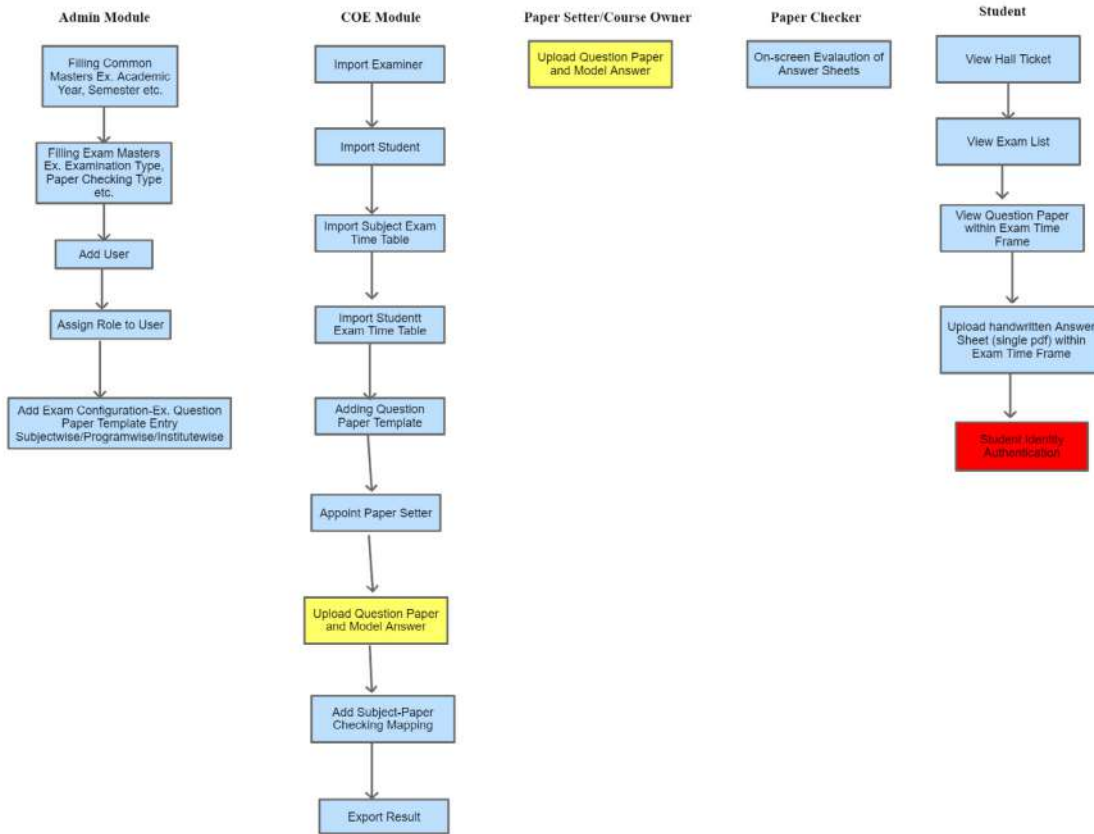 Admin Module
Filling Common
Masters Ex. Academic
Year, Semester etc.
Filling Exam Masters
Ex. Examination Type,
Paper Checking Type
etc.
Add User
Assign Role to User
Add Exam Configuration-Ex. Question
Paper Template Entry
Subjectwise/Programwise/Institutewise
COE Module
Import Examiner
Import Student
Import Subject Exam
Time Table
Import Studentt
Exam Time Table
Adding Question
Paper Template
Appoint Paper Setter
Upload Question Paper
and Model Answer
Add Subject-Paper
Checking Mapping
Export Result
Paper Setter/Course Owner
Upload Question Paper
and Model Answer
Paper Checker
On-screen Evalaution of
Answer Sheets
Student
View Hall Ticket
View Exam List
View Question Paper
within Exam Time
Frame
Upload handwritten Answer
Sheet (single pdf) within
Exam Time Frame
Student Identity
Authentication